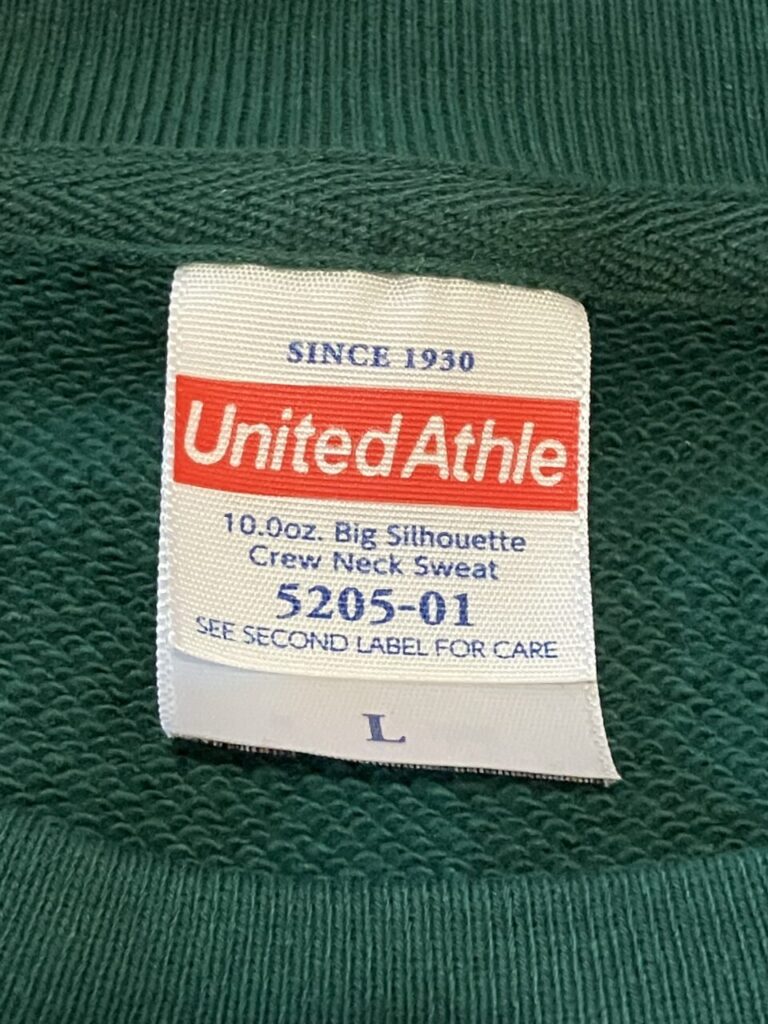 SINCE 1930
United Athle
10.0oz. Big Silhouette
Crew Neck Sweat
5205-01
SEE SECOND LABEL FOR CARE
L